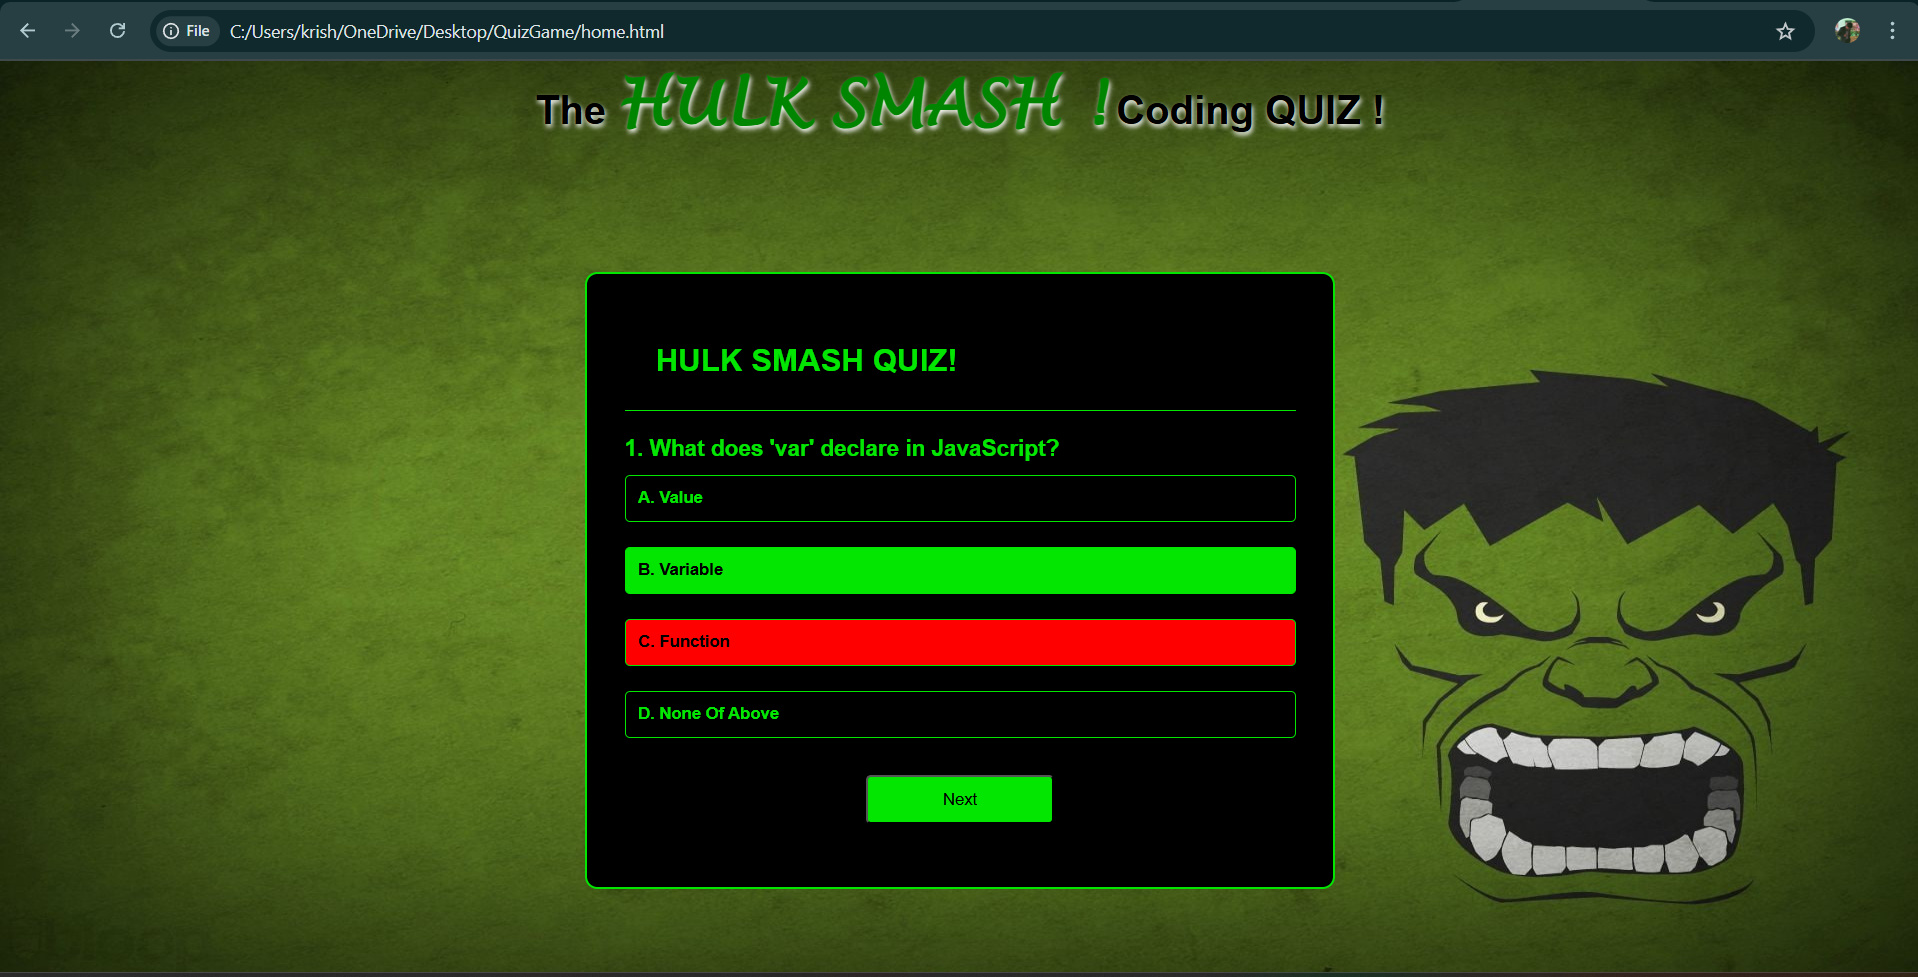 File C:/Users/krish/OneDrive/Desktop/QuizGame/home.html
The HULK SMASH ! Coding QUIZ !
HULK SMASH QUIZ!
1. What does 'var' declare in JavaScript?
A. Value
B. Variable
C. Function
D. None Of Above
Next